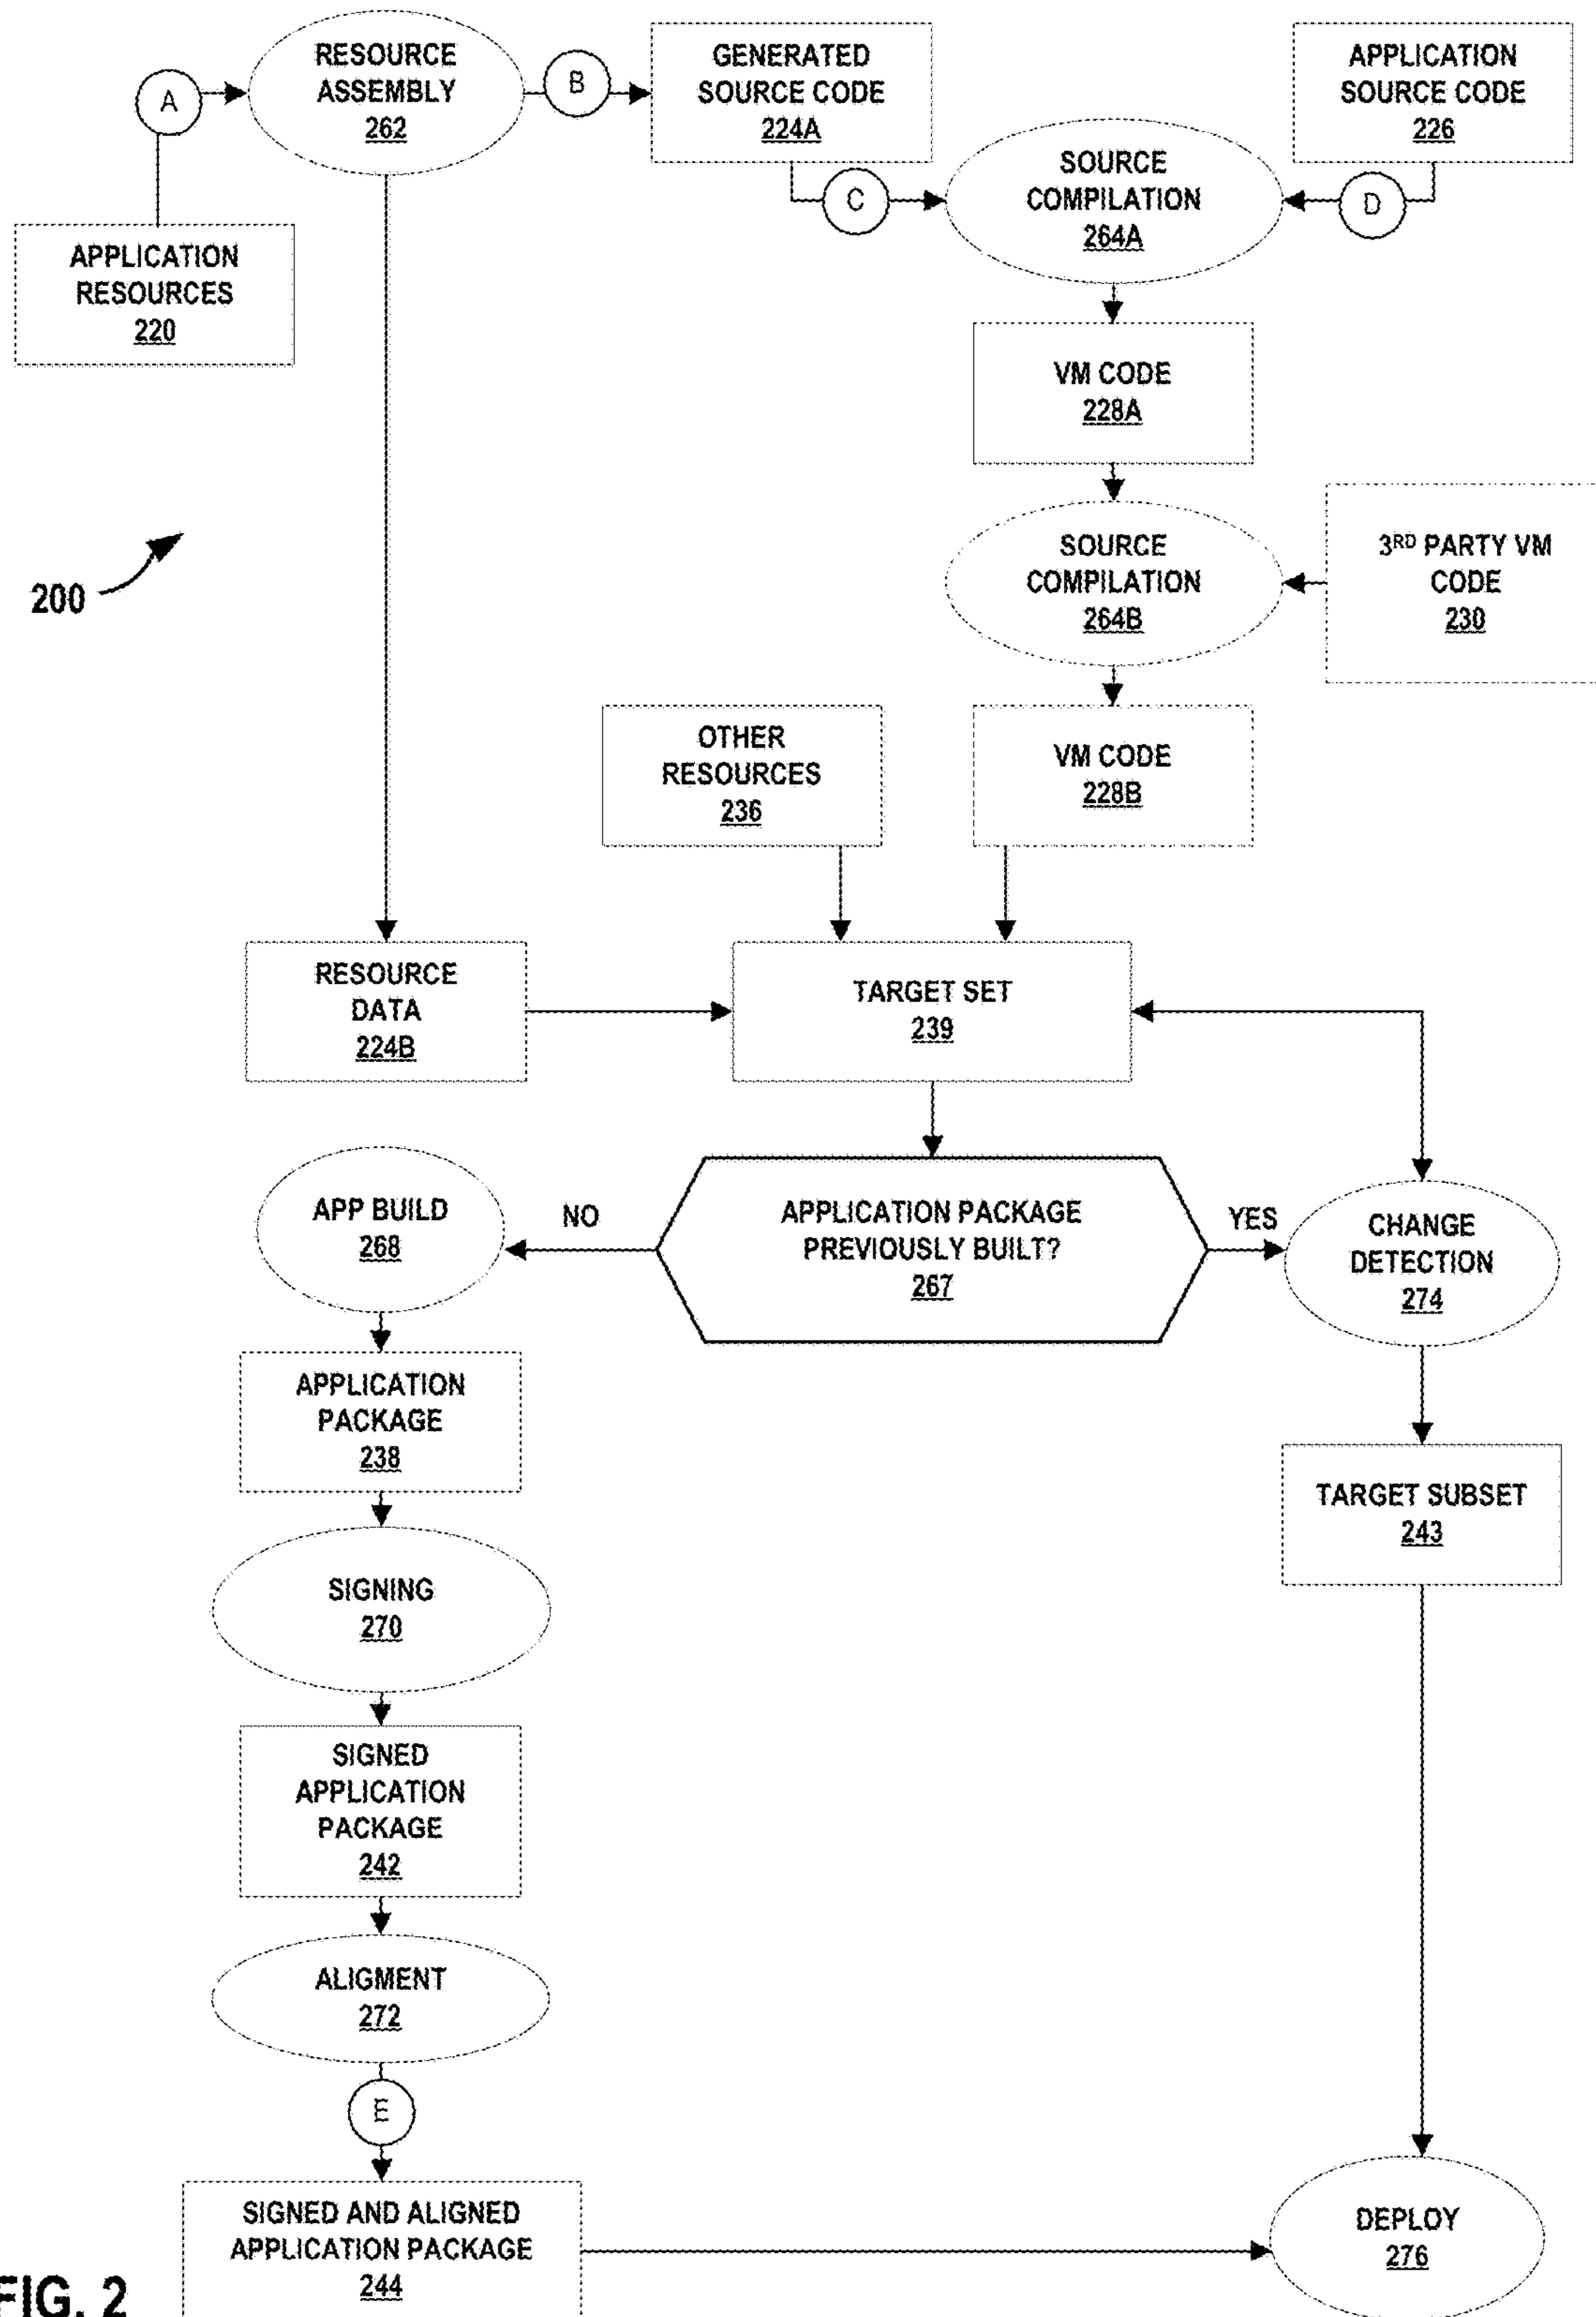 RESOURCE
ASSEMBLY
262
A
B
GENERATED
SOURCE CODE
224A
APPLICATION
SOURCE CODE
226
SOURCE
COMPILATION
264A
C
D
APPLICATION
RESOURCES
220
VM CODE
228A
SOURCE
COMPILATION
264B
3RD PARTY VM
CODE
230
200
OTHER
RESOURCES
236
VM CODE
228B
RESOURCE
DATA
224B
TARGET SET
239
APP BUILD
268
NO
APPLICATION PACKAGE
PREVIOUSLY BUILT?
267
YES
CHANGE
DETECTION
274
APPLICATION
PACKAGE
238
TARGET SUBSET
243
SIGNING
270
SIGNED
APPLICATION
PACKAGE
242
ALIGMENT
272
E
SIGNED AND ALIGNED
APPLICATION PACKAGE
244
DEPLOY
276
FIG. 2